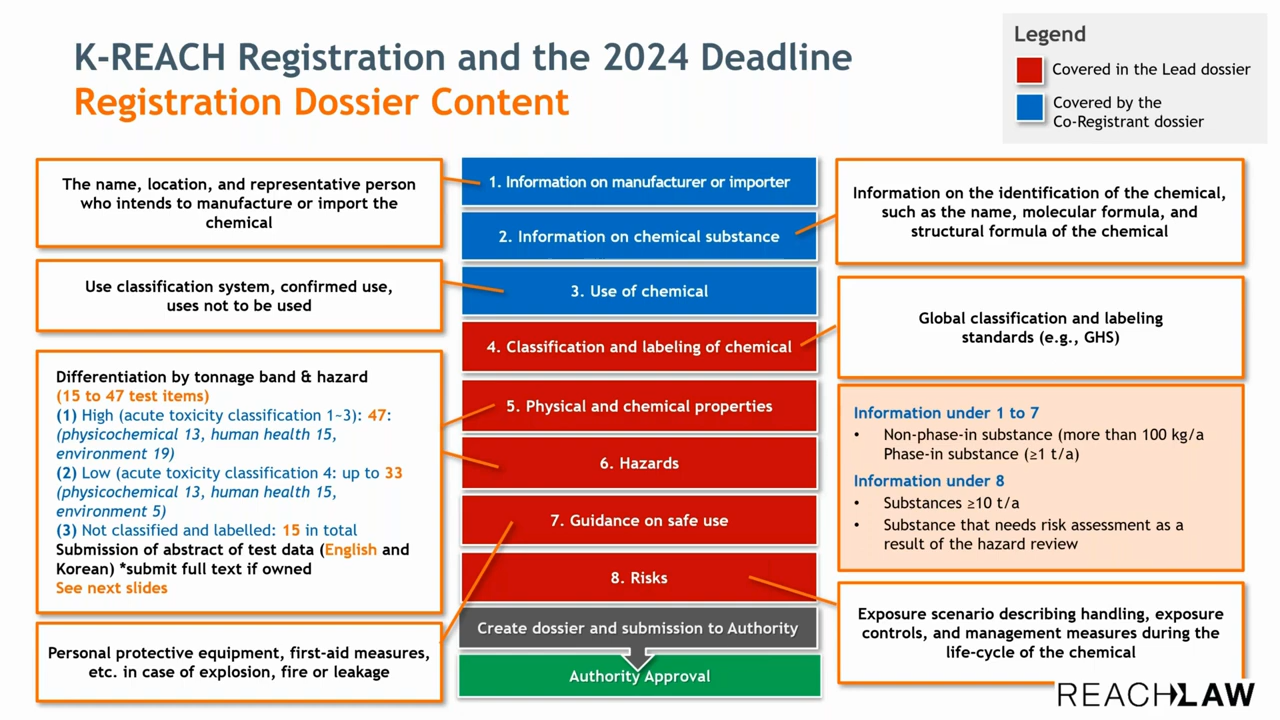 K-REACH Registration and the 2024 Deadline
Registration Dossier Content
Legend
Covered in the Lead dossier
Covered by the
Co-Registrant dossier
The name, location, and representative person
who intends to manufacture or import the
chemical
Use classification system, confirmed use,
uses not to be used
Differentiation by tonnage band & hazard
(15 to 47 test items)
(1) High (acute toxicity classification 1~3): 47:
(physicochemical 13, human health 15,
environment 19)
(2) Low (acute toxicity classification 4: up to 33
(physicochemical 13, human health 15,
environment 5)
(3) Not classified and labelled: 15 in total
Submission of abstract of test data (English and
Korean) *submit full text if owned
See next slides
Personal protective equipment, first-aid measures,
etc. in case of explosion, fire or leakage
1. Information on manufacturer or importer
2. Information on chemical substance
3. Use of chemical
4. Classification and labeling of chemical
5. Physical and chemical properties
6. Hazards
7. Guidance on safe use
8. Risks
Create dossier and submission to Authority
Authority Approval
Information on the identification of the chemical,
such as the name, molecular formula, and
structural formula of the chemical
Global classification and labeling
standards (e.g., GHS)
Information under 1 to 7
• Non-phase-in substance (more than 100 kg/a
Phase-in substance (≥1 t/a)
Information under 8
• Substances ≥10 t/a
• Substance that needs risk assessment as a
result of the hazard review
Exposure scenario describing handling, exposure
controls, and management measures during the
life-cycle of the chemical
REACHLAW